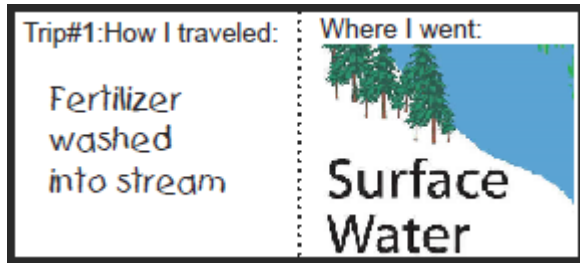 Trip#1:How I traveled:
Fertilizer
washed
into stream
Where I went:
Surface
Water